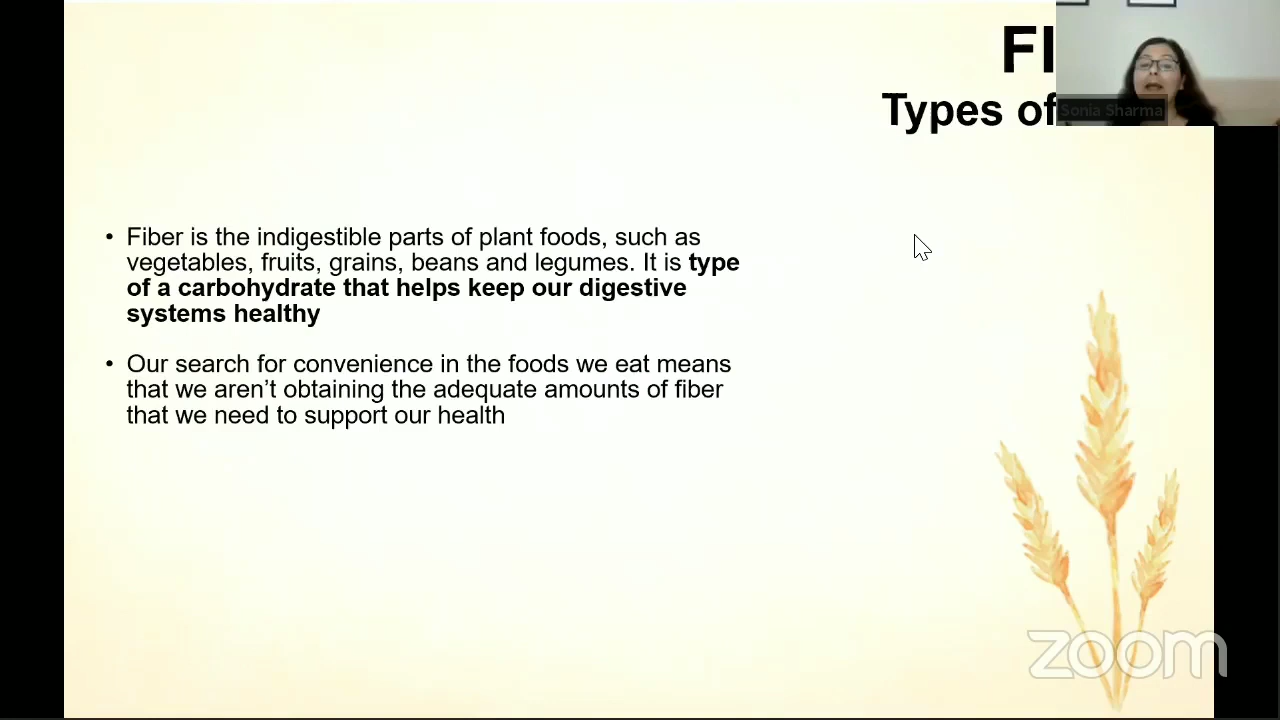 FI
Types of
Sonia Sharma
• Fiber is the indigestible parts of plant foods, such as
vegetables, fruits, grains, beans and legumes. It is type
of a carbohydrate that helps keep our digestive
systems healthy
• Our search for convenience in the foods we eat means
that we aren’t obtaining the adequate amounts of fiber
that we need to support our health
zoom